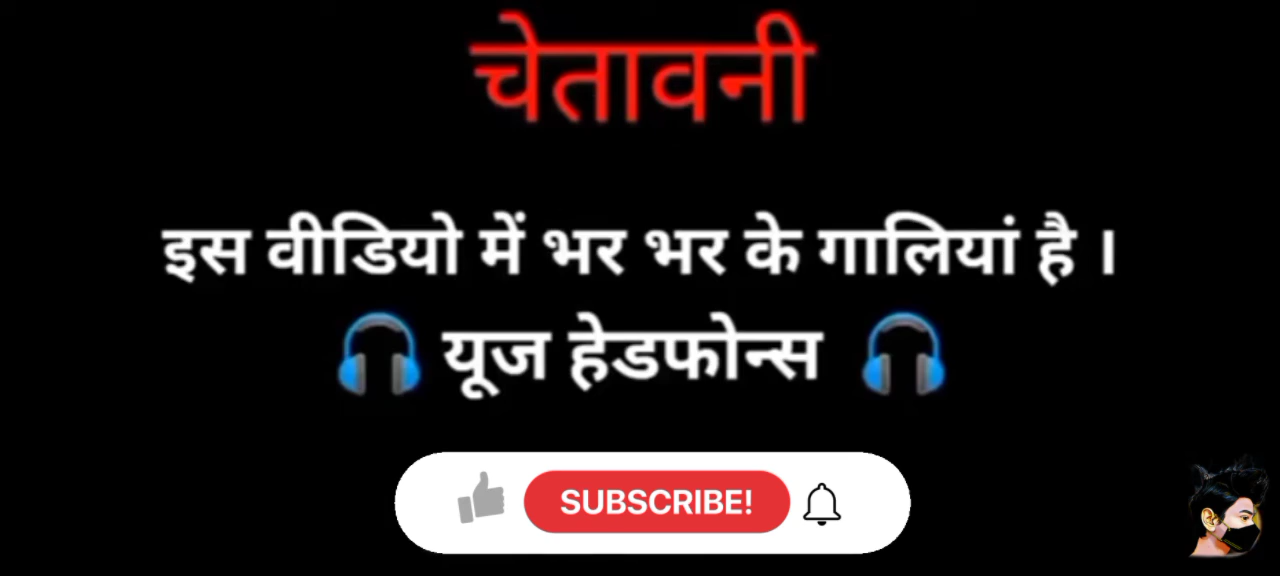 चेतावनी
इस वीडियो में भर भर के गालियां है ।
🎧 यूज हेडफोन्स 🎧
SUBSCRIBE!